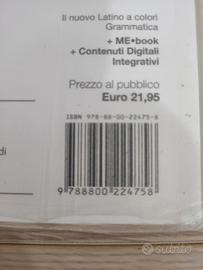 Il nuovo Latino a colori
Grammatica
+ ME•book
+ Contenuti Digitali
Integrativi
Prezzo al pubblico
Euro 21,95
ISBN 978-88-00-22475-8
di
9 788800 224758
subito